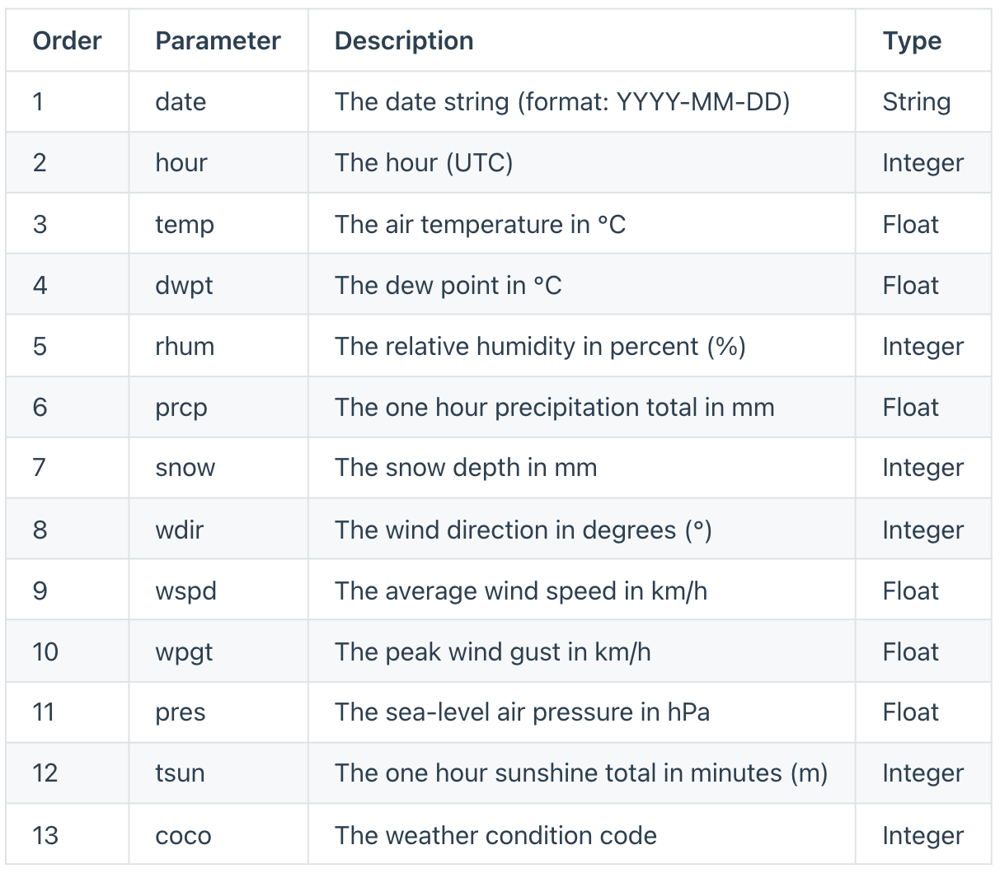 Order Parameter Description Type
1 date The date string (format: YYYY-MM-DD) String
2 hour The hour (UTC) Integer
3 temp The air temperature in °C Float
4 dwpt The dew point in °C Float
5 rhum The relative humidity in percent (%) Integer
6 prcp The one hour precipitation total in mm Float
7 snow The snow depth in mm Integer
8 wdir The wind direction in degrees (°) Integer
9 wspd The average wind speed in km/h Float
10 wpgt The peak wind gust in km/h Float
11 pres The sea-level air pressure in hPa Float
12 tsun The one hour sunshine total in minutes (m) Integer
13 coco The weather condition code Integer